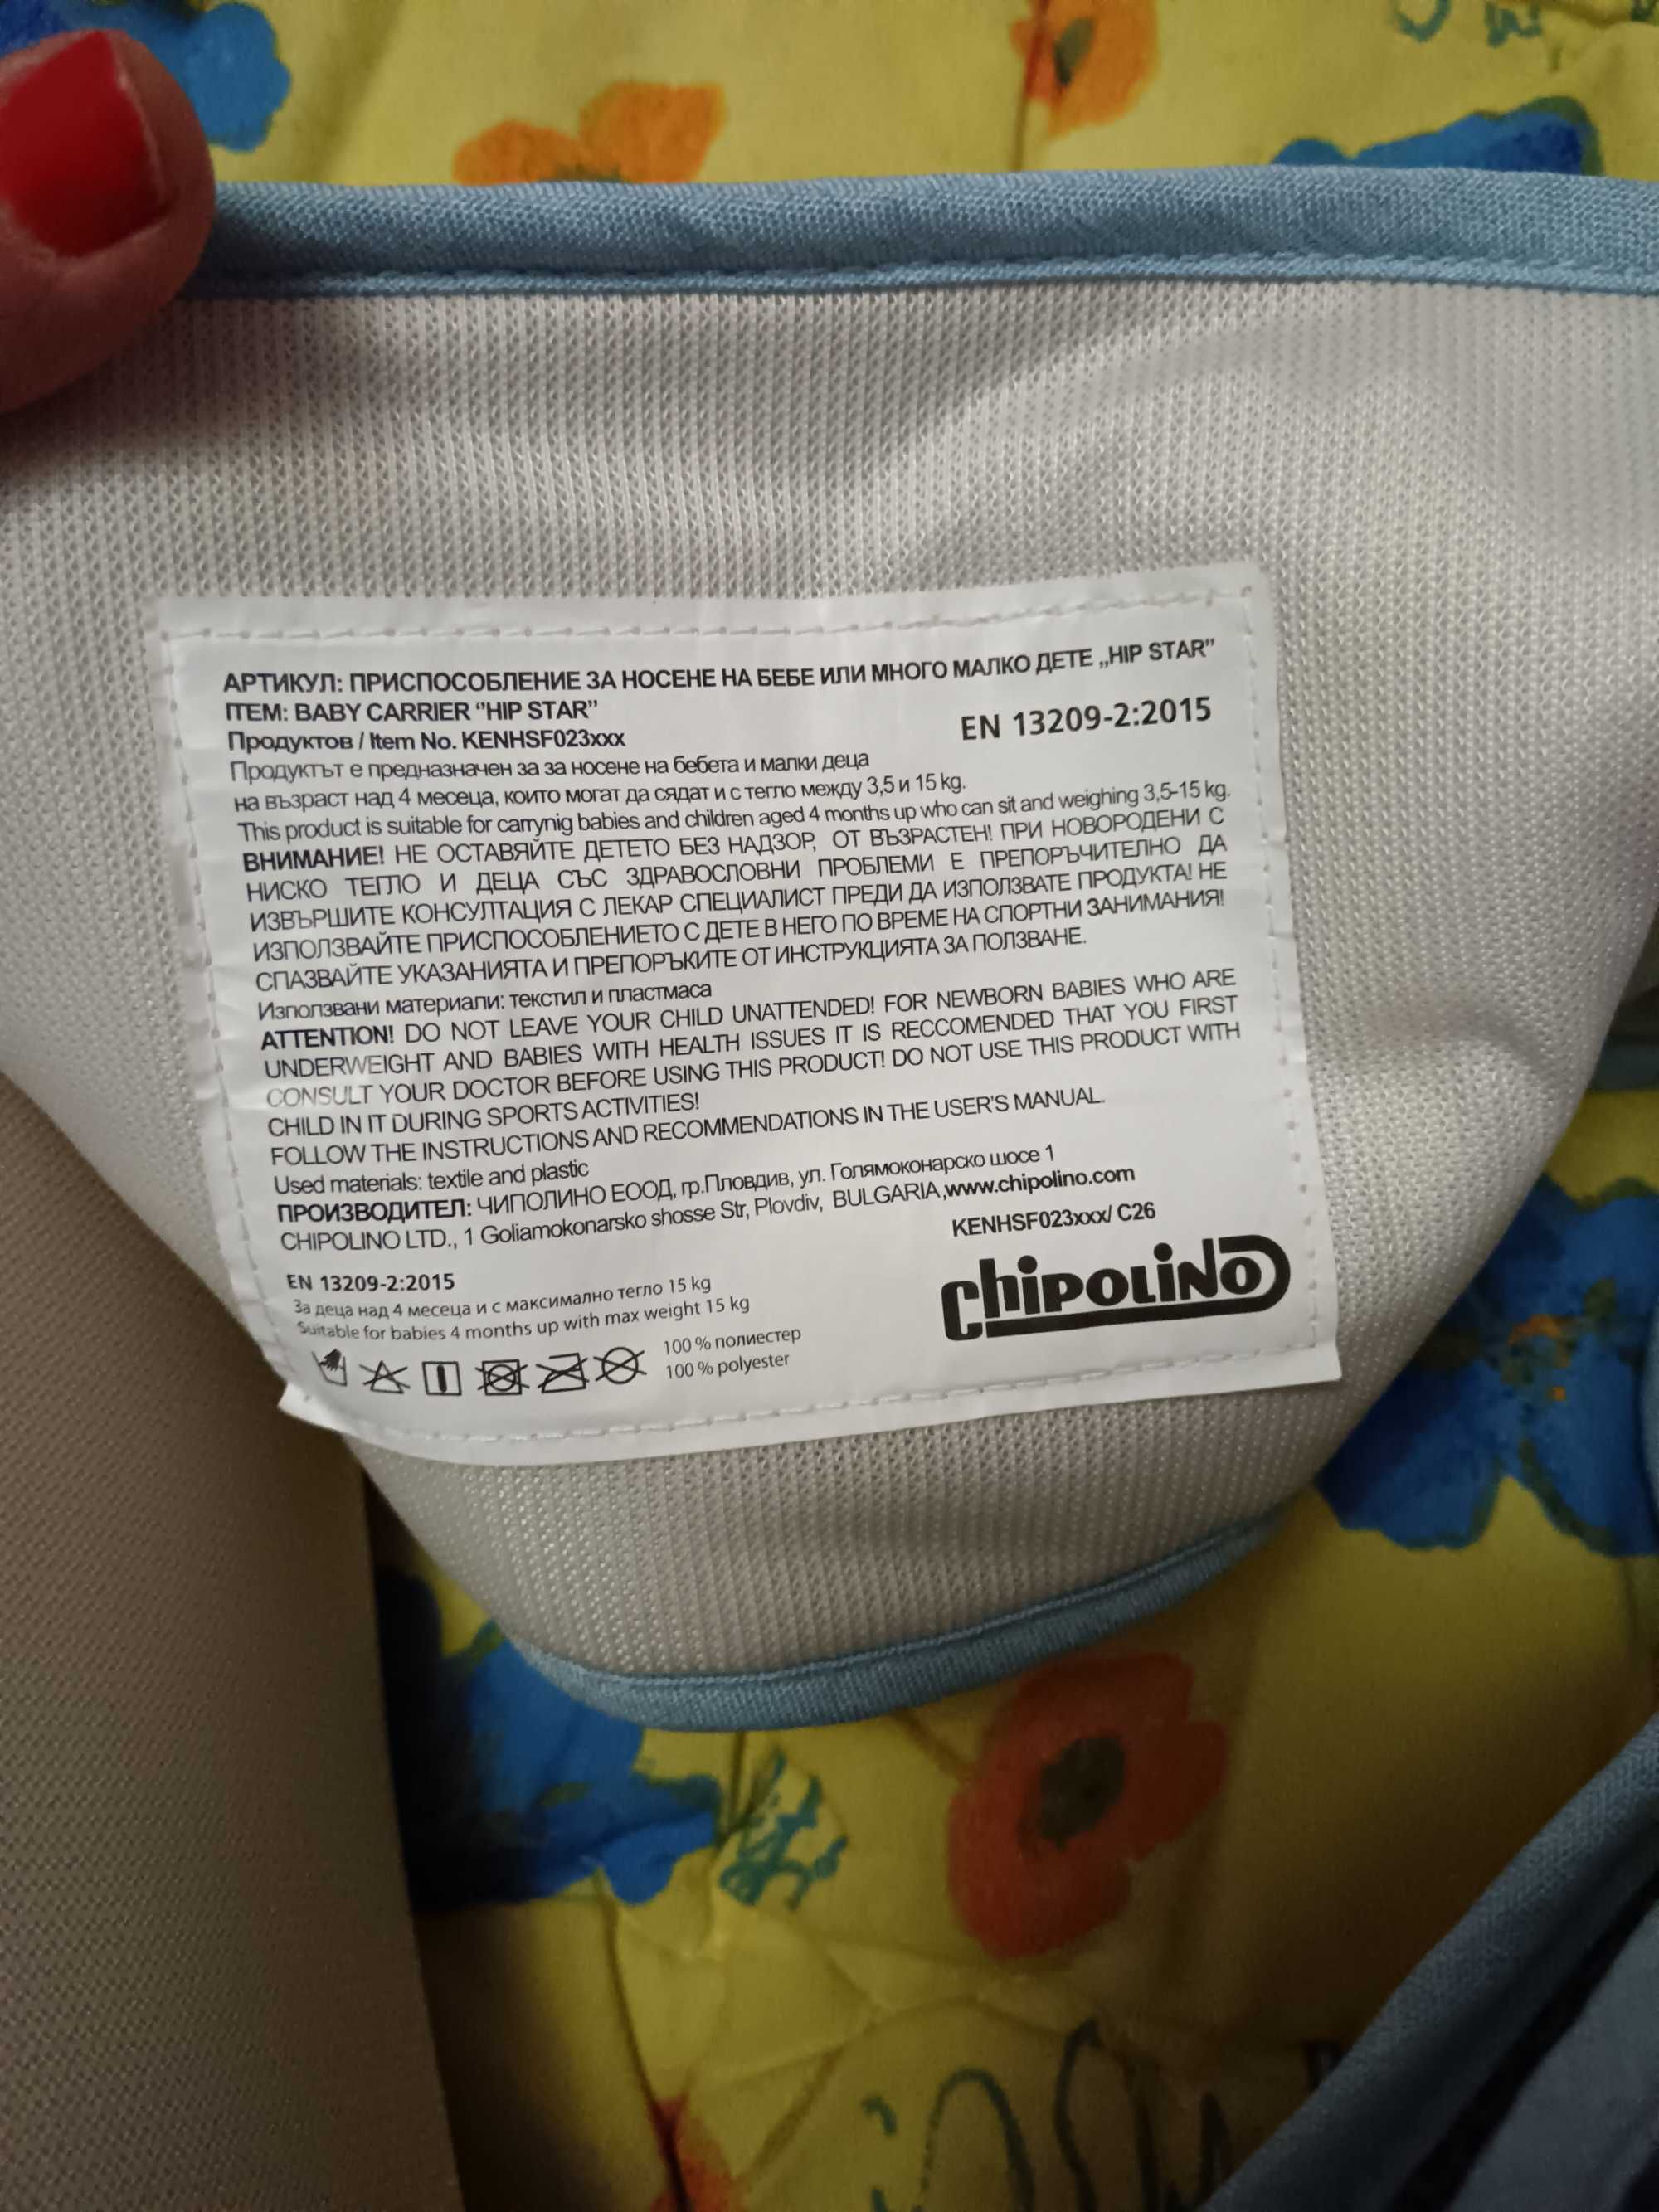 АРТИКУЛ: ПРИСПОСОБЛЕНИЕ ЗА НОСЕНЕ НА БЕБЕ ИЛИ МНОГО МАЛКО ДЕТЕ „HIP STAR”
ITEM: BABY CARRIER “HIP STAR”
Продуктов / Item No. KENHSF023xxx
EN 13209-2:2015
Продуктът е предназначен за за носене на бебета и малки деца
на възраст над 4 месеца, които могат да сядат и с тегло между 3,5 и 15 kg.
This product is suitable for carrynig babies and children aged 4 months up who can sit and weighing 3,5-15 kg.
ВНИМАНИЕ! НЕ ОСТАВЯЙТЕ ДЕТЕТО БЕЗ НАДЗОР, ОТ ВЪЗРАСТЕН! ПРИ НОВОРОДЕНИ С
НИСКО ТЕГЛО И ДЕЦА СЪС ЗДРАВОСЛОВНИ ПРОБЛЕМИ Е ПРЕПОРЪЧИТЕЛНО ДА
ИЗВЪРШИТЕ КОНСУЛТАЦИЯ С ЛЕКАР СПЕЦИАЛИСТ ПРЕДИ ДА ИЗПОЛЗВАТЕ ПРОДУКТА! НЕ
ИЗПОЛЗВАЙТЕ ПРИСПОСОБЛЕНИЕТО С ДЕТЕ В НЕГО ПО ВРЕМЕ НА СПОРТНИ ЗАНИМАНИЯ!
СПАЗВАЙТЕ УКАЗАНИЯТА И ПРЕПОРЪКИТЕ ОТ ИНСТРУКЦИЯТА ЗА ПОЛЗВАНЕ.
Използвани материали: текстил и пластмаса
ATTENTION! DO NOT LEAVE YOUR CHILD UNATTENDED! FOR NEWBORN BABIES WHO ARE
UNDERWEIGHT AND BABIES WITH HEALTH ISSUES IT IS RECCOMENDED THAT YOU FIRST
CONSULT YOUR DOCTOR BEFORE USING THIS PRODUCT! DO NOT USE THIS PRODUCT WITH
CHILD IN IT DURING SPORTS ACTIVITIES!
FOLLOW THE INSTRUCTIONS AND RECOMMENDATIONS IN THE USER'S MANUAL.
Used materials: textile and plastic
ПРОИЗВОДИТЕЛ: ЧИПОЛИНО ЕООД, гр.Пловдив, ул. Голямоконарско шосе 1
CHIPOLINO LTD., 1 Goliamokonarsko shosse Str, Plovdiv, BULGARIA,www.chipolino.com
KENHSF023xxx/ C26
EN 13209-2:2015
За деца над 4 месеца и с максимално тегло 15 kg
Suitable for babies 4 months up with max weight 15 kg
100 % полиестер
100 % polyester
chipolino